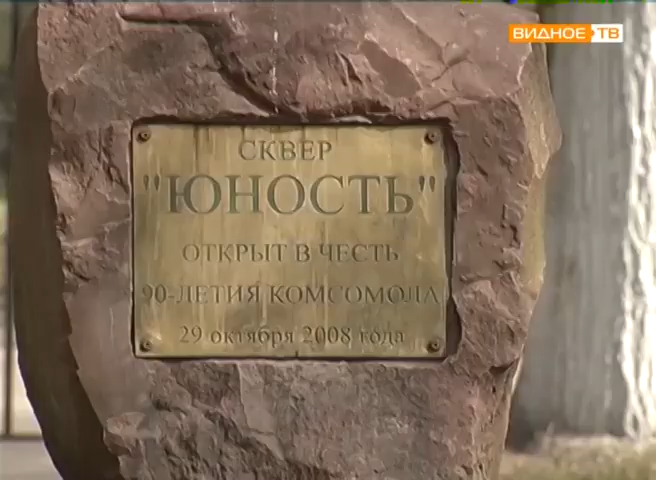 ВИДНОЕ ТВ
СКВЕР
"ЮНОСТЬ"
ОТКРЫТ В ЧЕСТЬ
90-ЛЕТИЯ КОМСОМОЛА
29 октября 2008 года